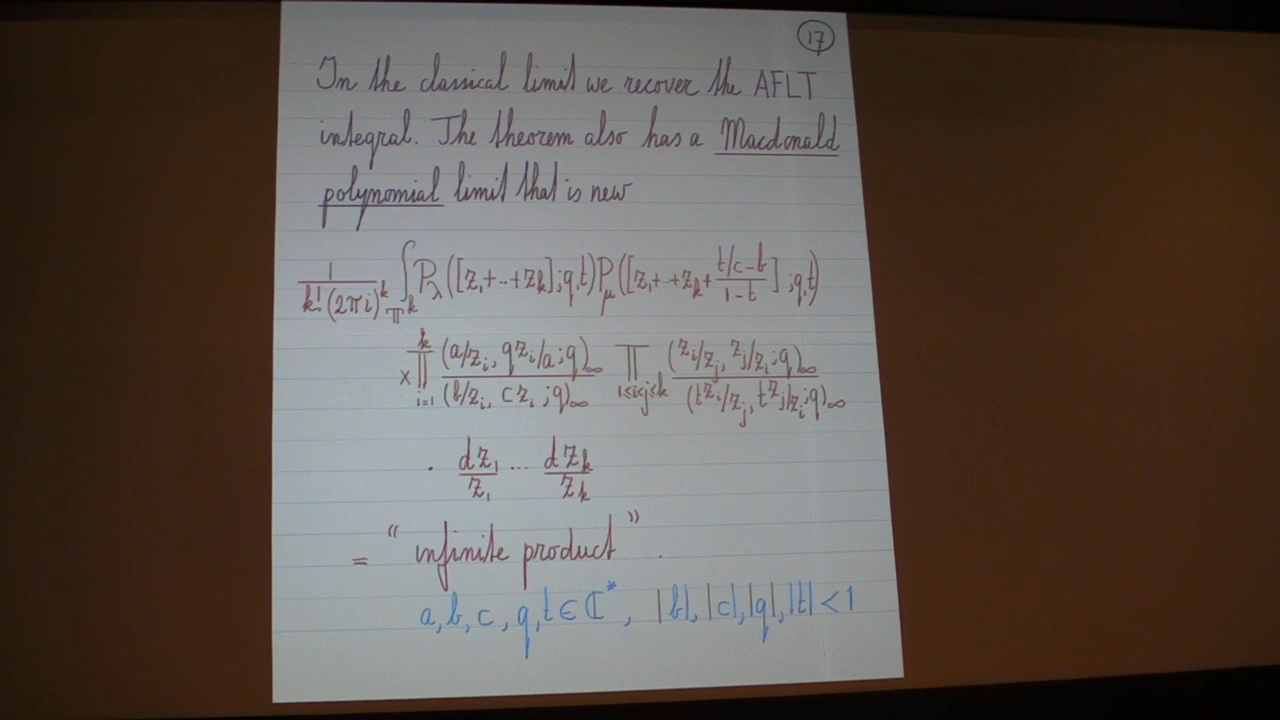 17
In the classical limit we recover the AFLT
integral. The theorem also has a Macdonald
polynomial limit that is new
1/(k!(2πi)^k) ∫_{𝕋^k} P_λ([z_1+··+z_k];q,t) P_μ([z_1+··+z_k+(t/c-b)/(1-t)];q,t)
× ∏_{i=1}^k (a/z_i, qz_i/a;q)_∞/(b/z_i, cz_i;q)_∞ ∏_{1≤i<j≤k} (z_i/z_j, z_j/z_i;q)_∞/(tz_i/z_j, tz_j/z_i;q)_∞
· dz_1/z_1 ... dz_k/z_k
= "infinite product".
a,b,c,q,t ∈ ℂ*, |b|,|c|,|q|,|t|<1